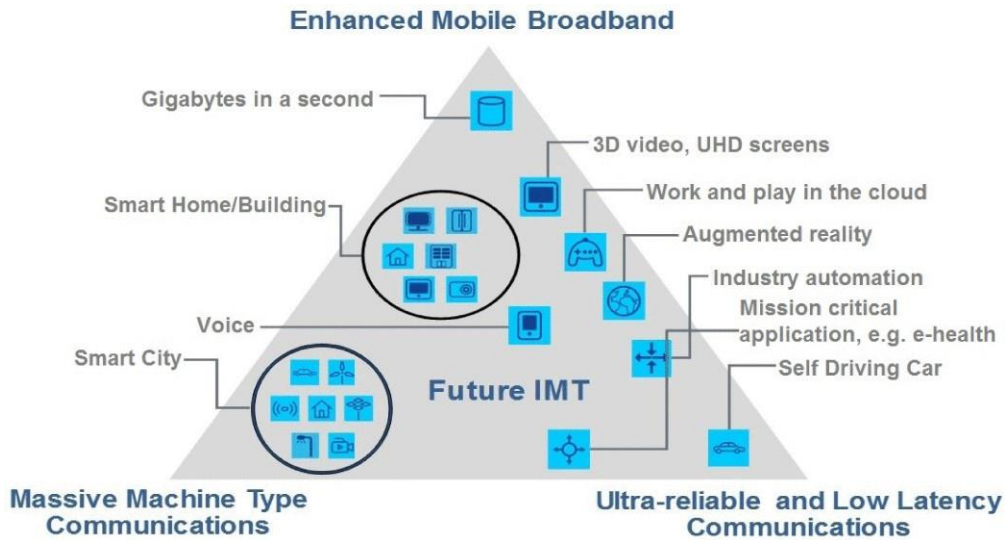 Enhanced Mobile Broadband
Gigabytes in a second
3D video, UHD screens
Work and play in the cloud
Smart Home/Building
Augmented reality
Industry automation
Mission critical
application, e.g. e-health
Voice
Smart City
Self Driving Car
Future IMT
Massive Machine Type
Communications
Ultra-reliable and Low Latency
Communications